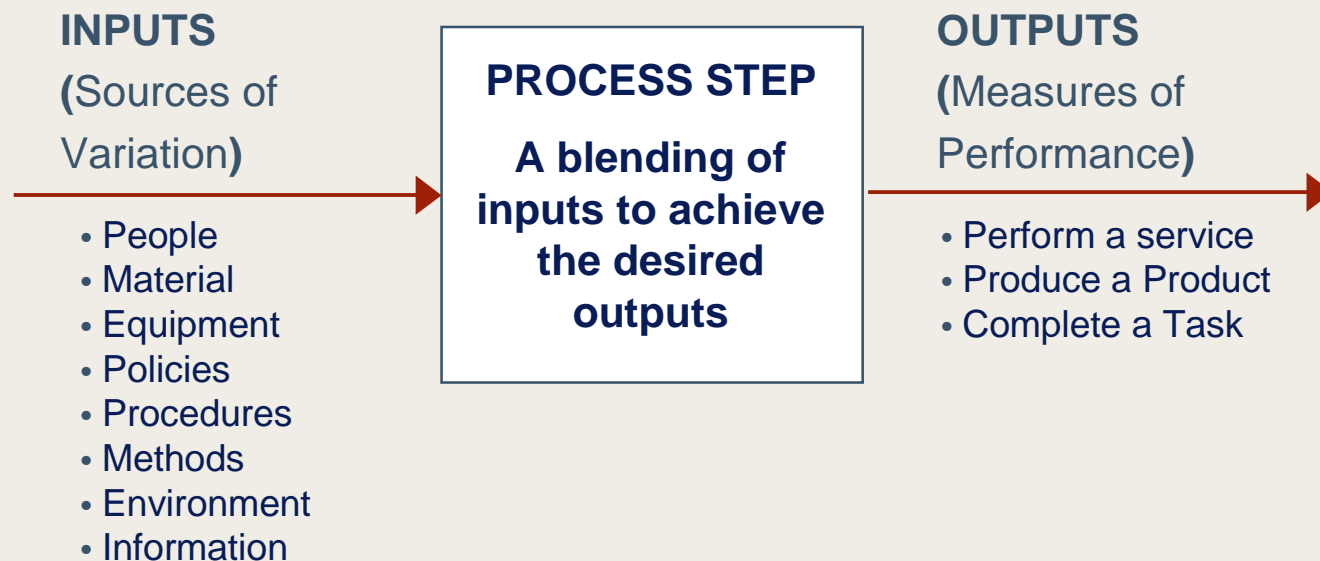 INPUTS
(Sources of
Variation)
• People
• Material
• Equipment
• Policies
• Procedures
• Methods
• Environment
• Information
PROCESS STEP
A blending of
inputs to achieve
the desired
outputs
OUTPUTS
(Measures of
Performance)
• Perform a service
• Produce a Product
• Complete a Task